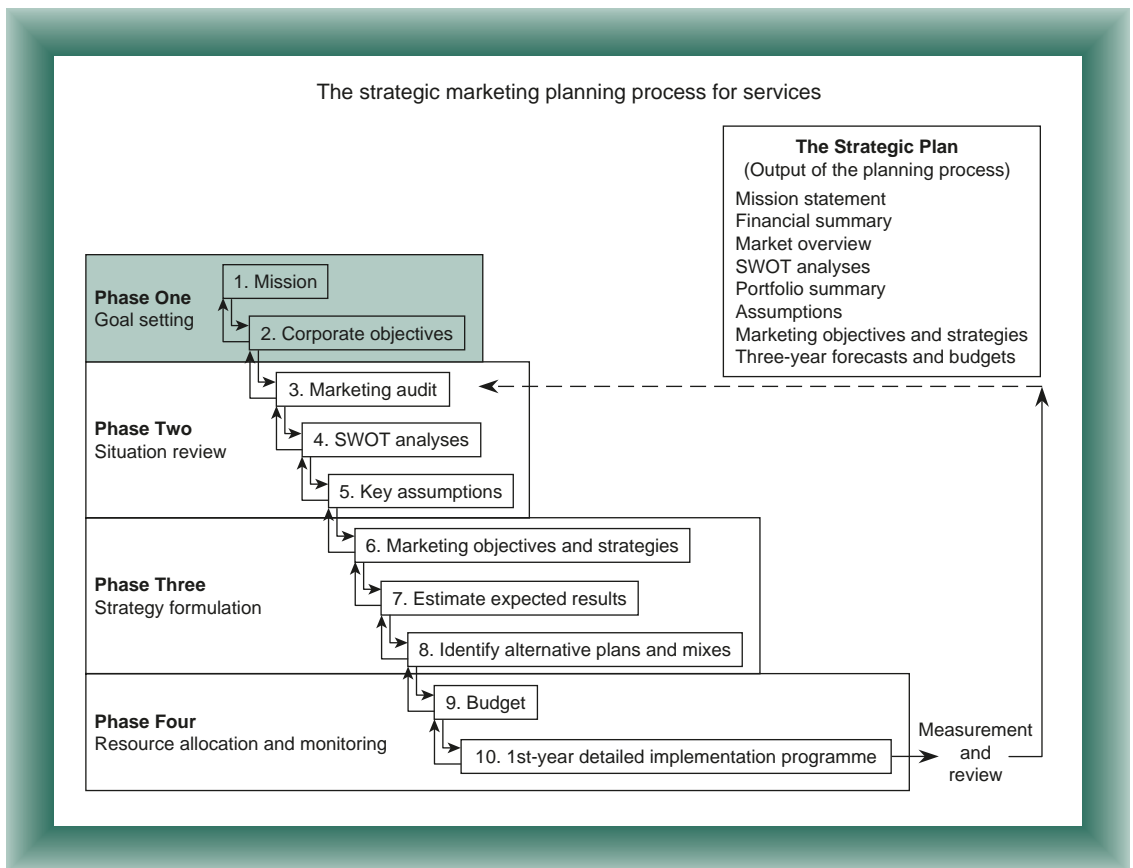 The strategic marketing planning process for services
The Strategic Plan
(Output of the planning process)
Mission statement
Financial summary
Market overview
SWOT analyses
Portfolio summary
Assumptions
Marketing objectives and strategies
Three-year forecasts and budgets
Phase One
Goal setting
1. Mission
2. Corporate objectives
Phase Two
Situation review
3. Marketing audit
4. SWOT analyses
5. Key assumptions
Phase Three
Strategy formulation
6. Marketing objectives and strategies
7. Estimate expected results
8. Identify alternative plans and mixes
Phase Four
Resource allocation and monitoring
9. Budget
10. 1st-year detailed implementation programme
Measurement
and
review